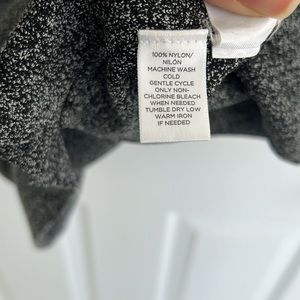 100% NYLON/
NILÓN
MACHINE WASH
COLD
GENTLE CYCLE
ONLY NON-
CHLORINE BLEACH
WHEN NEEDED
TUMBLE DRY LOW
WARM IRON
IF NEEDED